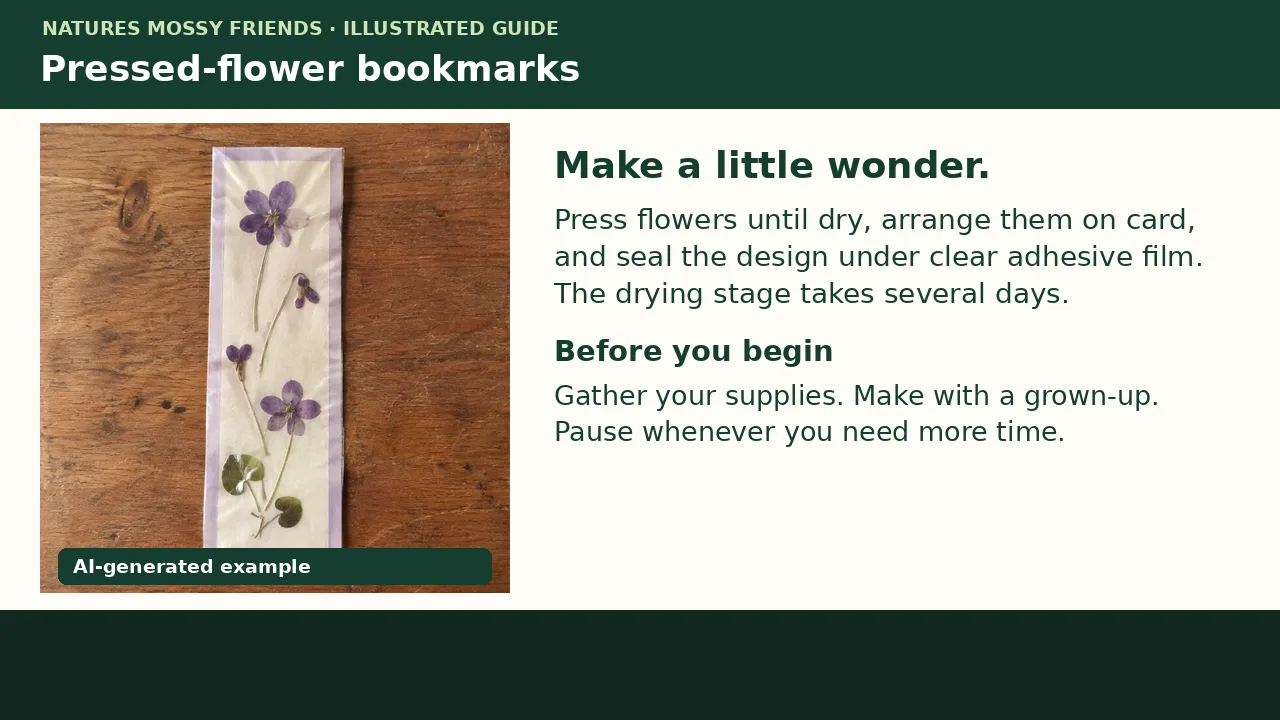 NATURES MOSSY FRIENDS · ILLUSTRATED GUIDE
Pressed-flower bookmarks
Make a little wonder.
Press flowers until dry, arrange them on card,
and seal the design under clear adhesive film.
The drying stage takes several days.
Before you begin
Gather your supplies. Make with a grown-up.
Pause whenever you need more time.
AI-generated example